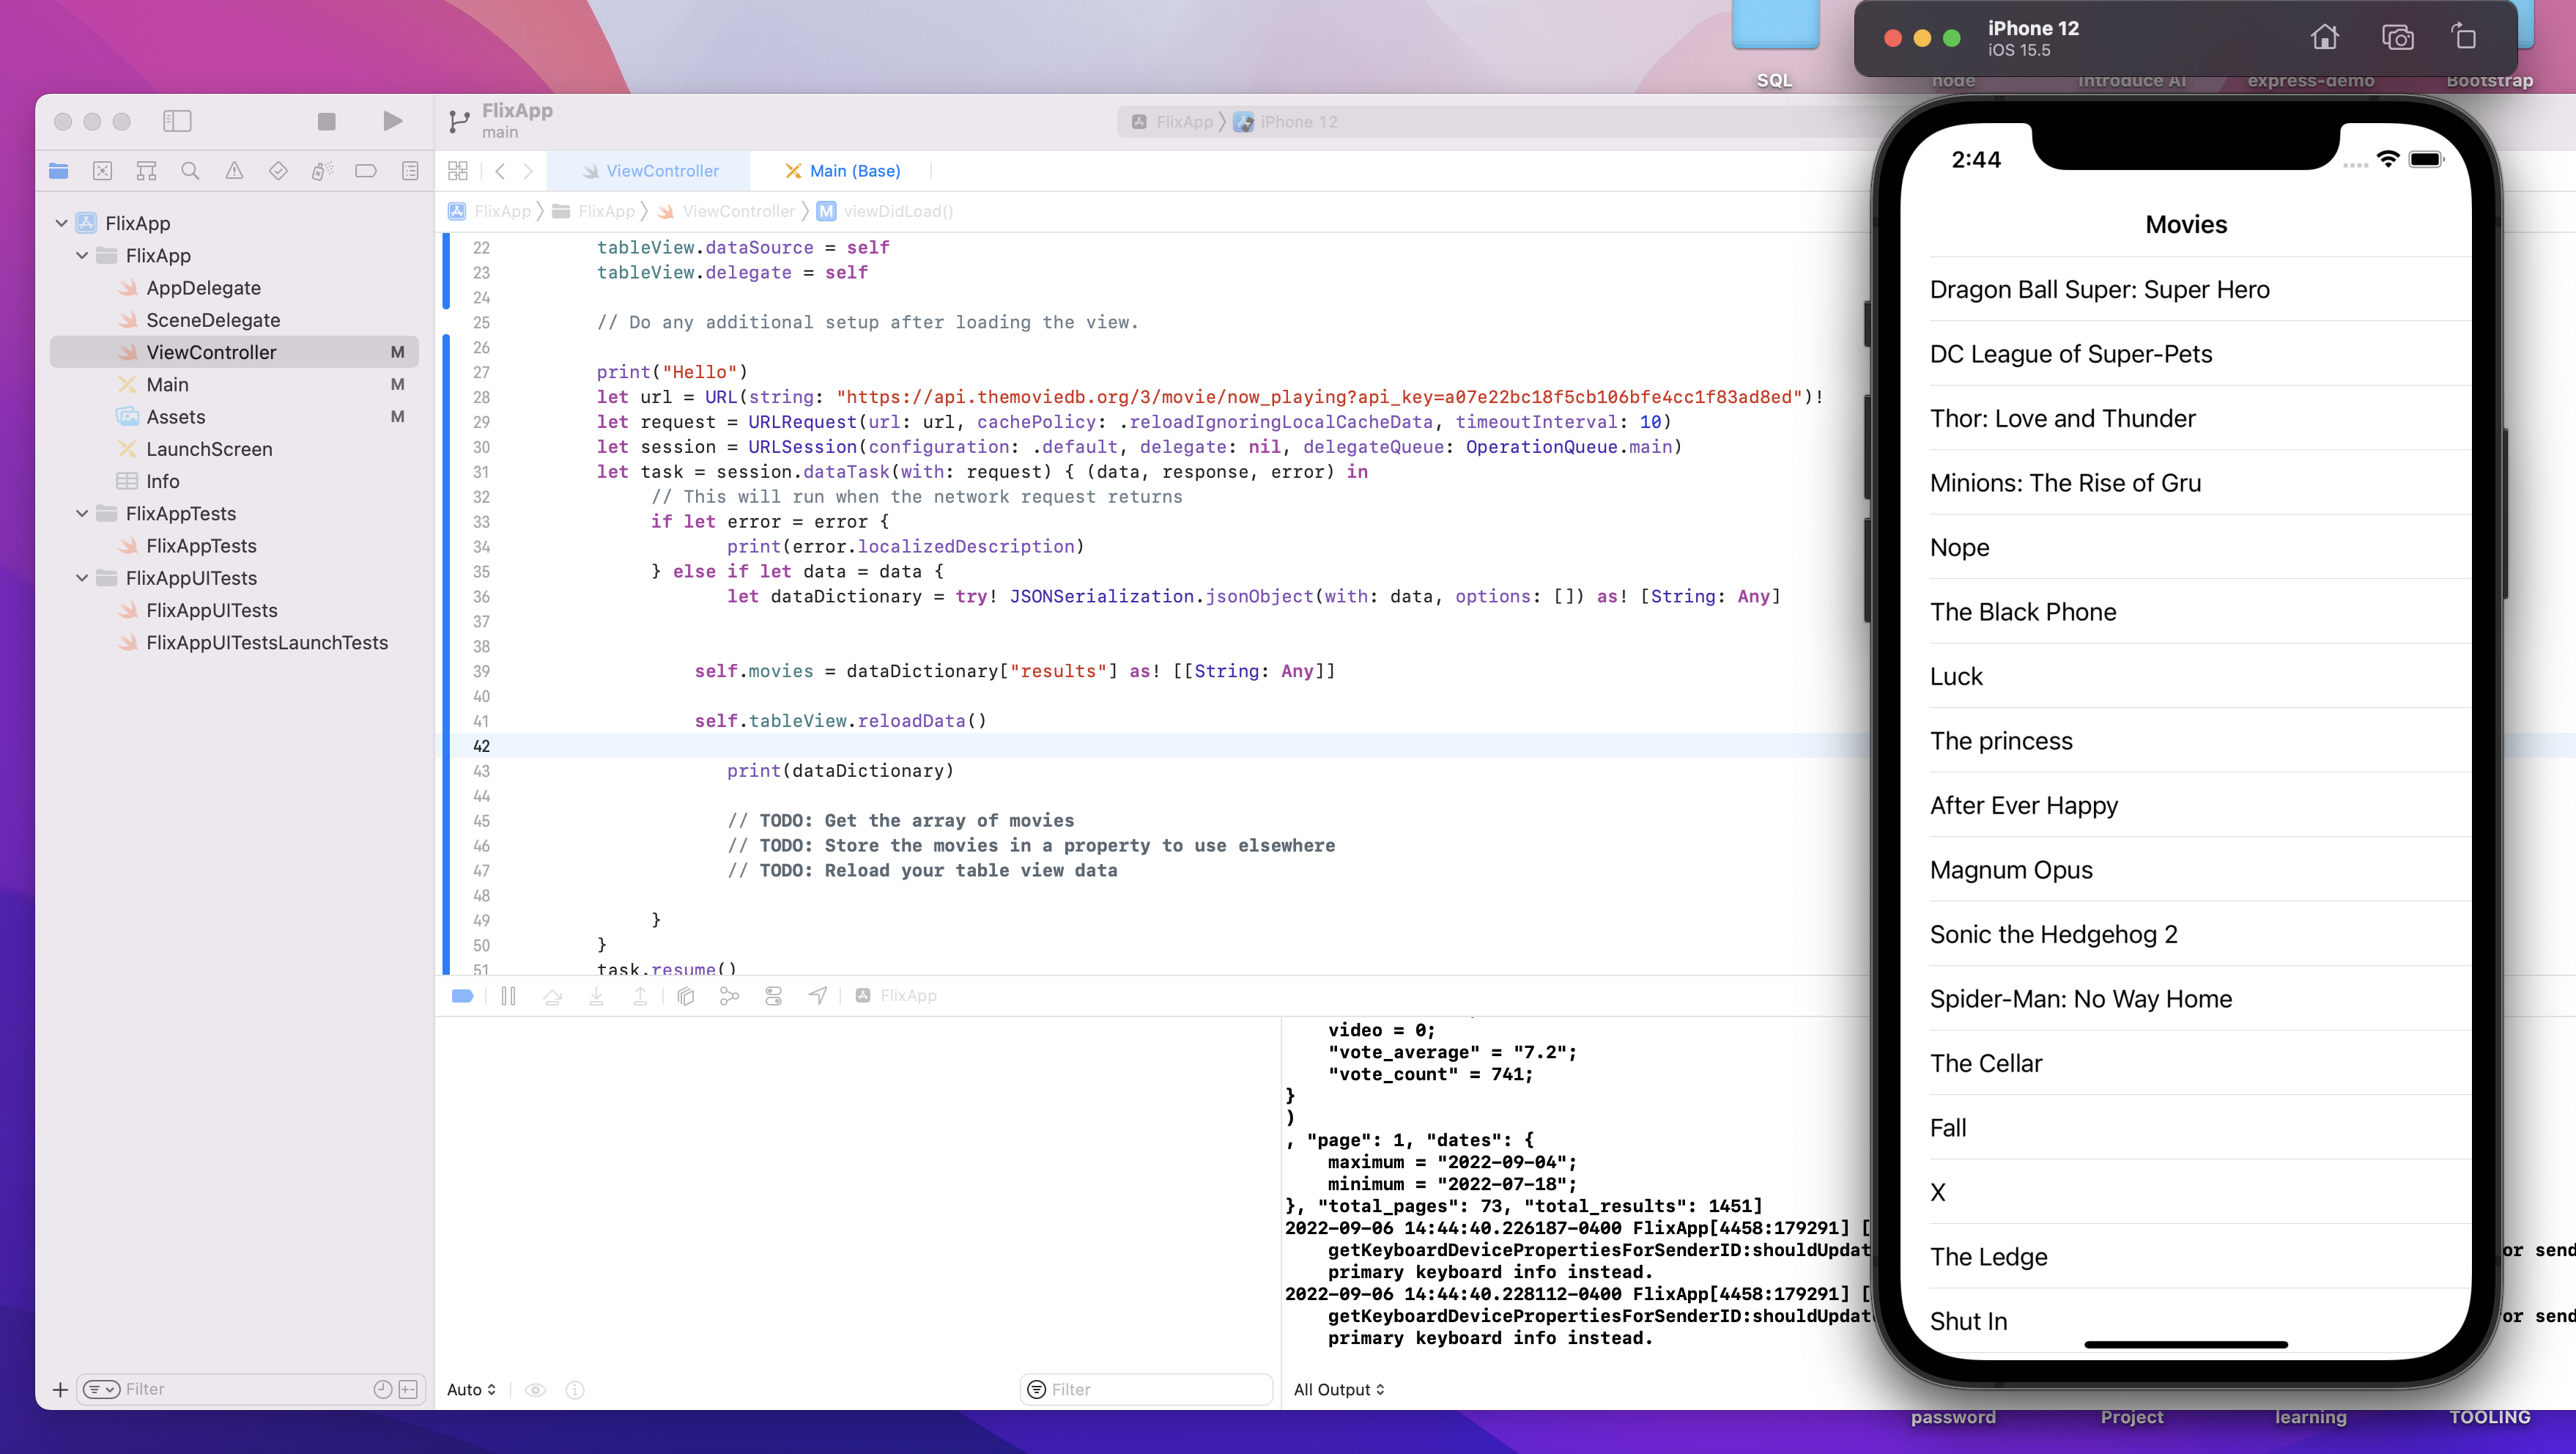 SQL
node
Introduce AI
express-demo
Bootstrap
iPhone 12
iOS 15.5
FlixApp
main
FlixApp
iPhone 12
ViewController
Main (Base)
FlixApp
FlixApp
ViewController
M
viewDidLoad()
FlixApp
FlixApp
AppDelegate
SceneDelegate
ViewController M
Main M
Assets M
LaunchScreen
Info
FlixAppTests
FlixAppTests
FlixAppUITests
FlixAppUITests
FlixAppUITestsLaunchTests
Filter
22 tableView.dataSource = self
23 tableView.delegate = self
24
25 // Do any additional setup after loading the view.
26
27 print("Hello")
28 let url = URL(string: "https://api.themoviedb.org/3/movie/now_playing?api_key=a07e22bc18f5cb106bfe4cc1f83ad8ed")!
29 let request = URLRequest(url: url, cachePolicy: .reloadIgnoringLocalCacheData, timeoutInterval: 10)
30 let session = URLSession(configuration: .default, delegate: nil, delegateQueue: OperationQueue.main)
31 let task = session.dataTask(with: request) { (data, response, error) in
32 // This will run when the network request returns
33 if let error = error {
34 print(error.localizedDescription)
35 } else if let data = data {
36 let dataDictionary = try! JSONSerialization.jsonObject(with: data, options: []) as! [String: Any]
37
38
39 self.movies = dataDictionary["results"] as! [[String: Any]]
40
41 self.tableView.reloadData()
42
43 print(dataDictionary)
44
45 // TODO: Get the array of movies
46 // TODO: Store the movies in a property to use elsewhere
47 // TODO: Reload your table view data
48
49 }
50 }
51 task.resume()
FlixApp
video = 0;
"vote_average" = "7.2";
"vote_count" = 741;
}
)
, "page": 1, "dates": {
maximum = "2022-09-04";
minimum = "2022-07-18";
}, "total_pages": 73, "total_results": 1451]
2022-09-06 14:44:40.226187-0400 FlixApp[4458:179291] [
getKeyboardDevicePropertiesForSenderID:shouldUpdat or send
primary keyboard info instead.
2022-09-06 14:44:40.228112-0400 FlixApp[4458:179291] [
getKeyboardDevicePropertiesForSenderID:shouldUpdat or send
primary keyboard info instead.
Auto
Filter
All Output
2:44
Movies
Dragon Ball Super: Super Hero
DC League of Super-Pets
Thor: Love and Thunder
Minions: The Rise of Gru
Nope
The Black Phone
Luck
The princess
After Ever Happy
Magnum Opus
Sonic the Hedgehog 2
Spider-Man: No Way Home
The Cellar
Fall
X
The Ledge
Shut In
password
Project
learning
TOOLING